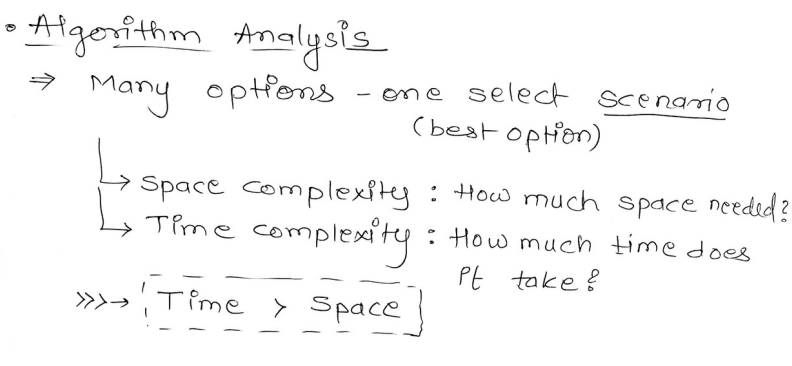 • Algorithm Analysis
⇒ Many options - one select scenario
(best option)
↳ Space complexity : How much space needed?
↳ Time complexity : How much time does
it take?
>>>→ Time > Space